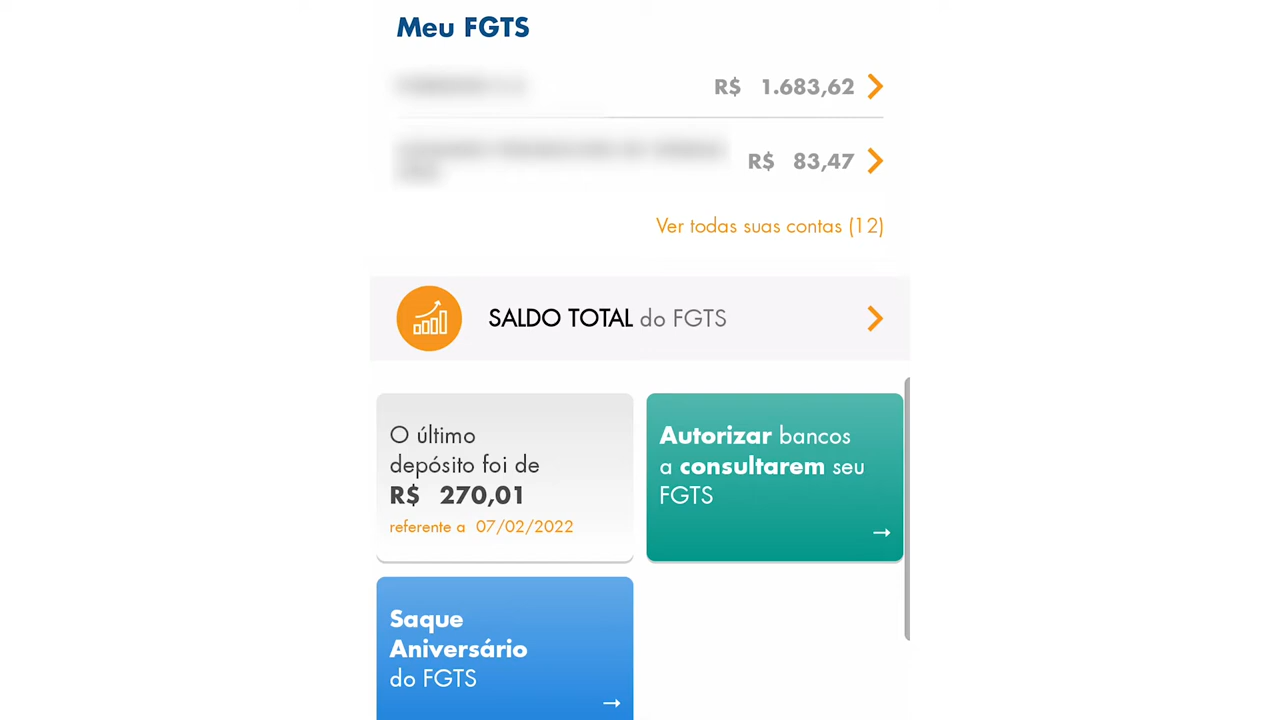 Meu FGTS
R$ 1.683,62
R$ 83,47
Ver todas suas contas (12)
SALDO TOTAL do FGTS
O último
depósito foi de
R$ 270,01
referente a 07/02/2022
Autorizar bancos
a consultarem seu
FGTS
Saque
Aniversário
do FGTS